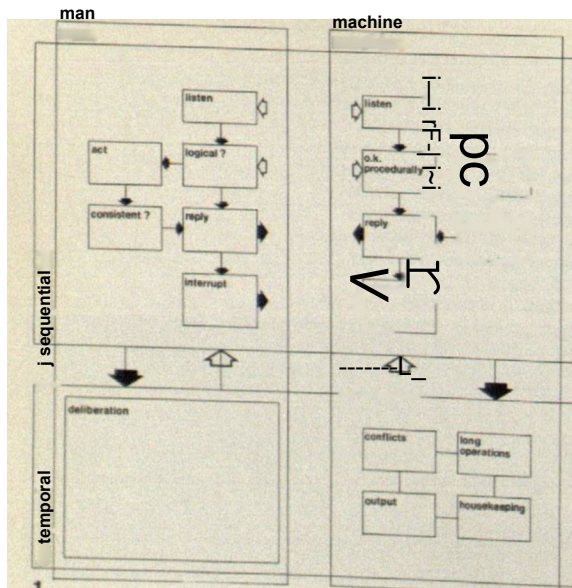 man
machine
listen
act
logical ?
consistent ?
reply
interrupt
listen
o.k.
procedurally
reply
pc
j sequential
temporal
deliberation
conflicts
long
operations
output
housekeeping